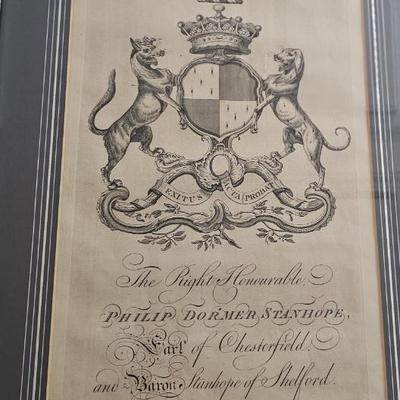 EXITUS ACTA PROBAT
The Right Honourable,
PHILIP DORMER STANHOPE,
Earl of Chesterfield,
and Baron Stanhope of Shelford.